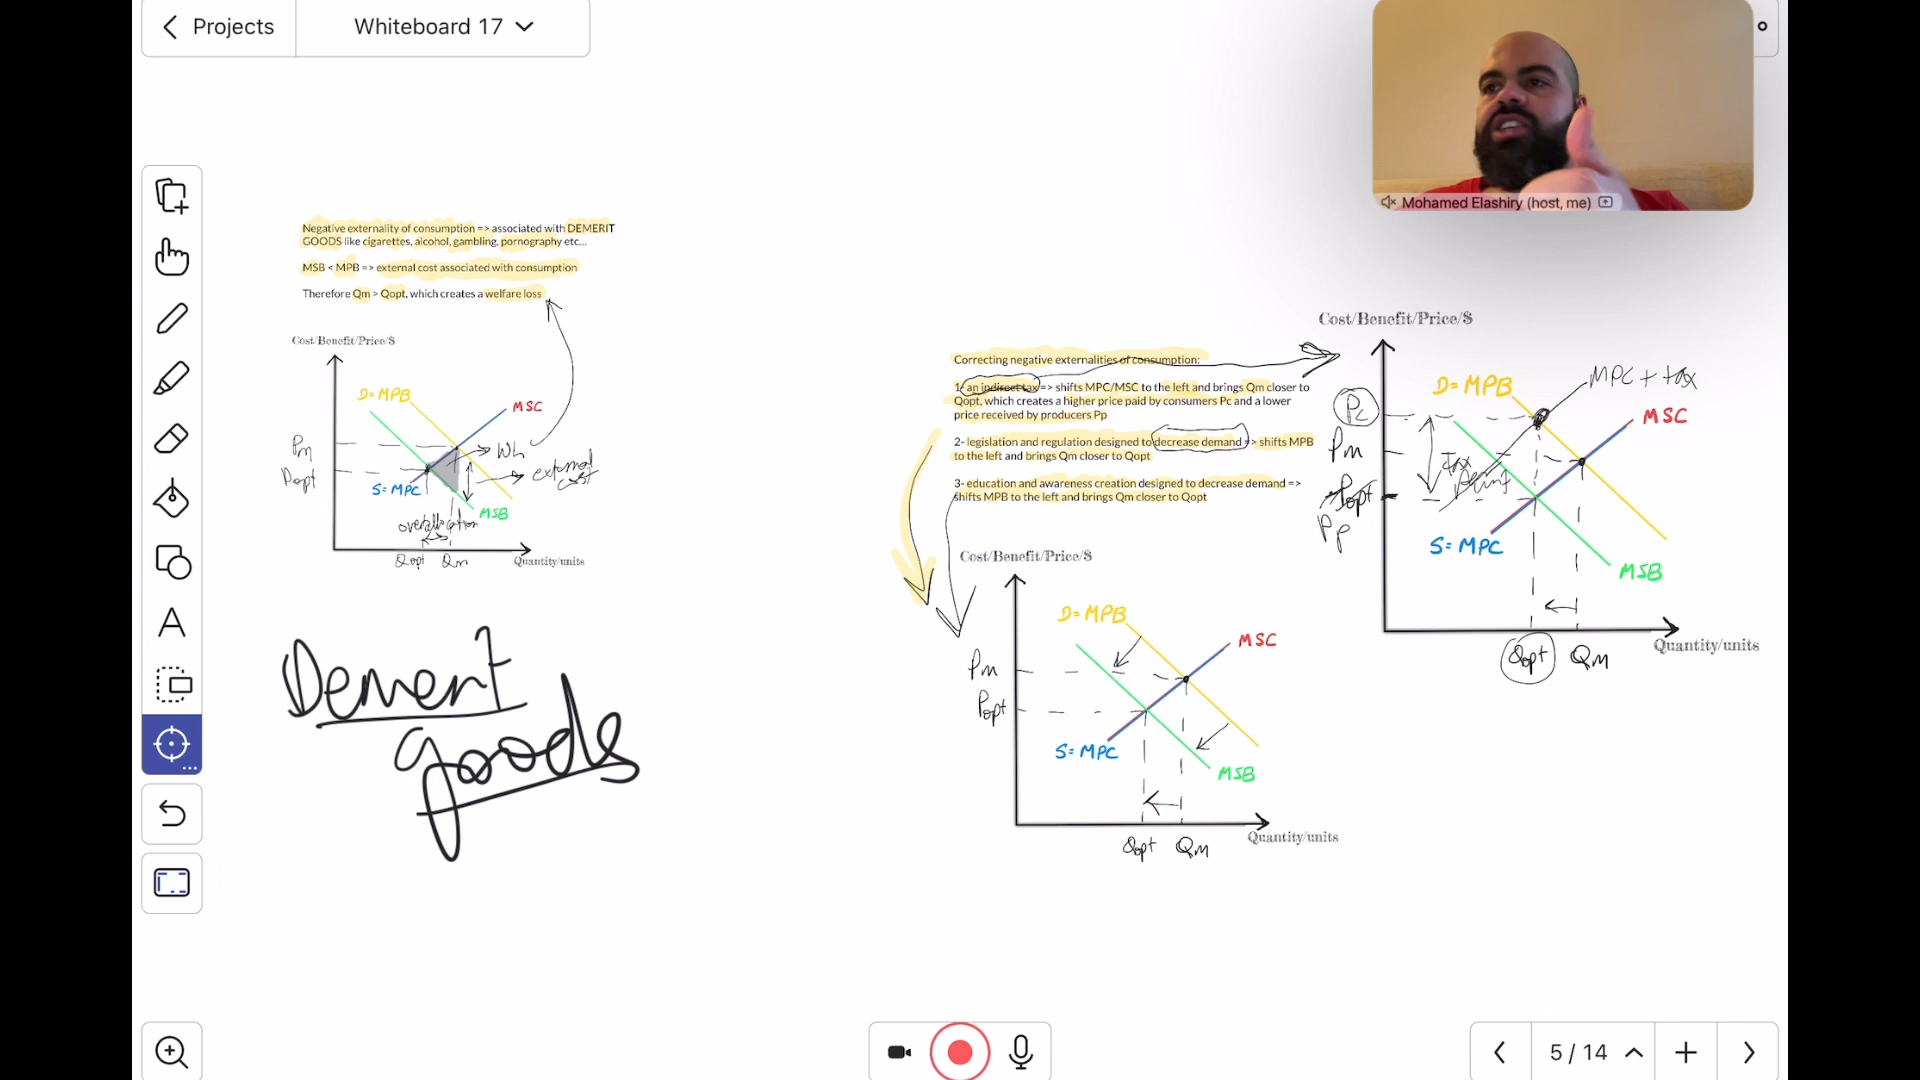 Projects
Whiteboard 17
Mohamed Elashiry (host, me)
Negative externality of consumption => associated with DEMERIT
GOODS like cigarettes, alcohol, gambling, pornography etc...
MSB < MPB => external cost associated with consumption
Therefore Qm > Qopt, which creates a welfare loss
Cost/Benefit/Price/$
D=MPB
MSC
Pm
WL
Popt
external
cost
S=MPC
MSB
overallocation
Qopt
Qm
Quantity/units
Demerit
goods
Correcting negative externalities of consumption:
1- an indirect tax => shifts MPC/MSC to the left and brings Qm closer to
Qopt, which creates a higher price paid by consumers Pc and a lower
price received by producers Pp
2- legislation and regulation designed to decrease demand => shifts MPB
to the left and brings Qm closer to Qopt
3- education and awareness creation designed to decrease demand =>
shifts MPB to the left and brings Qm closer to Qopt
Cost/Benefit/Price/$
D=MPB
MSC
Pm
Popt
S=MPC
MSB
Qopt
Qm
Quantity/units
Cost/Benefit/Price/$
MPC + tax
D=MPB
Pc
MSC
Pm
tax
Popt
Pp
S=MPC
MSB
Qopt
Qm
Quantity/units
5 / 14